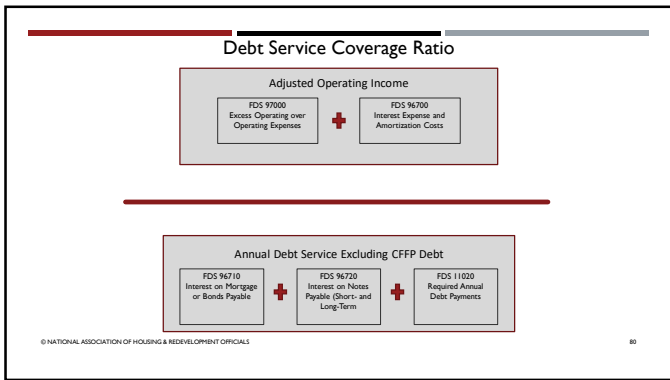 Debt Service Coverage Ratio
Adjusted Operating Income
FDS 97000
Excess Operating over
Operating Expenses
FDS 96700
Interest Expense and
Amortization Costs
Annual Debt Service Excluding CFFP Debt
FDS 96710
Interest on Mortgage
or Bonds Payable
FDS 96720
Interest on Notes
Payable (Short- and
Long-Term
FDS 11020
Required Annual
Debt Payments
© NATIONAL ASSOCIATION OF HOUSING & REDEVELOPMENT OFFICIALS
80